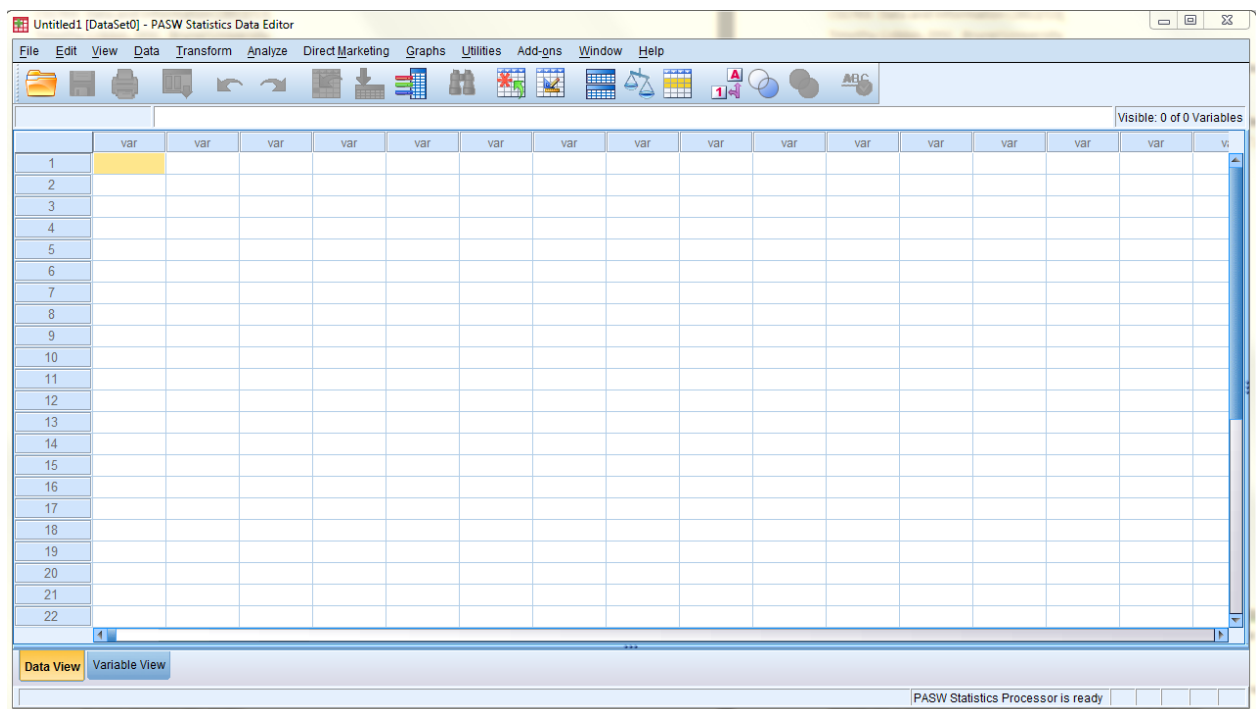 Untitled1 [DataSet0] - PASW Statistics Data Editor
File Edit View Data Transform Analyze Direct Marketing Graphs Utilities Add-ons Window Help
A
1
ABC
Visible: 0 of 0 Variables
var var var var var var var var var var var var var var var
1
2
3
4
5
6
7
8
9
10
11
12
13
14
15
16
17
18
19
20
21
22
Data View Variable View
PASW Statistics Processor is ready